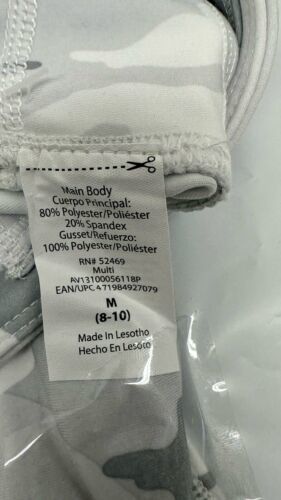 Main Body
Cuerpo Principal:
80% Polyester/Poliéster
20% Spandex
Gusset/Refuerzo:
100% Polyester/Poliéster
RN# 52469
Multi
AV13100056118P
EAN/UPC 471984927079
M
(8-10)
Made In Lesotho
Hecho En Lesoto